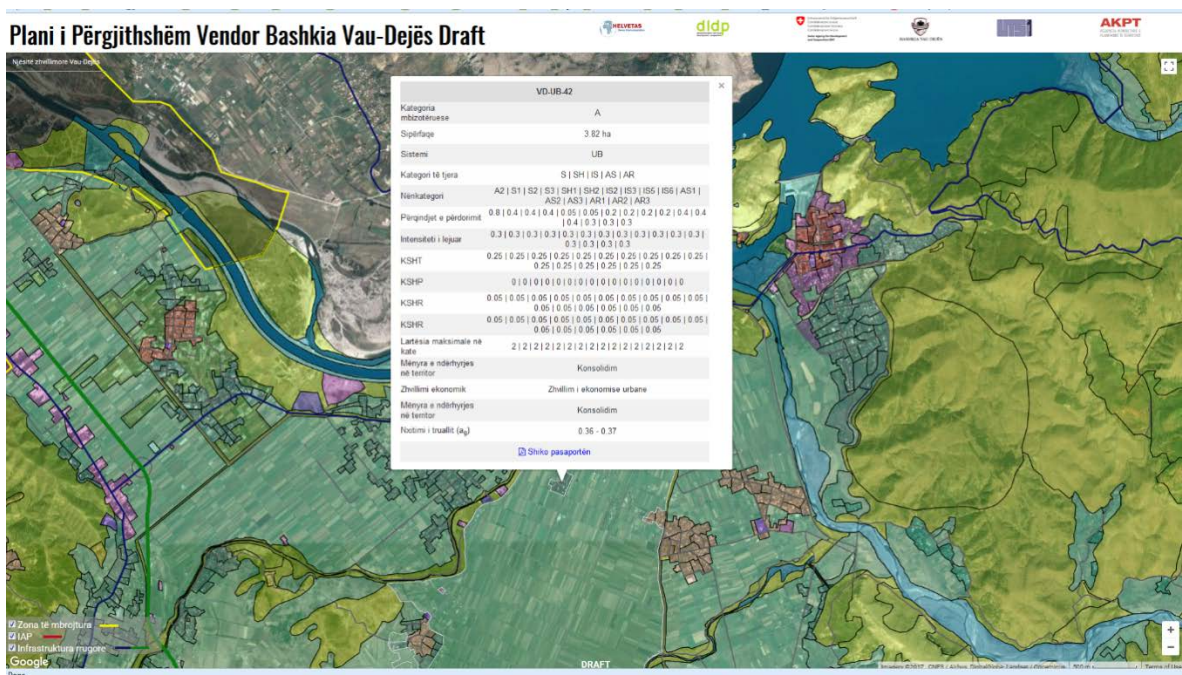 Plani i Përgjithshëm Vendor Bashkia Vau-Dejës Draft
HELVETAS
dldp
BASHKIA VAU-DEJËS
AKPT
Njësitë zhvillimore Vau-Dejës
VD-UB-42
×
Kategoria mbizotëruese A
Sipërfaqe 3.82 ha
Sistemi UB
Kategori të tjera S | SH | IS | AS | AR
Nënkategori A2 | S1 | S2 | S3 | SH1 | SH2 | IS2 | IS3 | IS5 | IS6 | AS1 |
AS2 | AS3 | AR1 | AR2 | AR3
Përqindjet e përdorimit 0.8 | 0.4 | 0.4 | 0.4 | 0.05 | 0.05 | 0.2 | 0.2 | 0.2 | 0.2 | 0.4 | 0.4
| 0.4 | 0.3 | 0.3 | 0.3
Intensiteti i lejuar 0.3 | 0.3 | 0.3 | 0.3 | 0.3 | 0.3 | 0.3 | 0.3 | 0.3 | 0.3 | 0.3 | 0.3 |
0.3 | 0.3 | 0.3 | 0.3
KSHT 0.25 | 0.25 | 0.25 | 0.25 | 0.25 | 0.25 | 0.25 | 0.25 | 0.25 | 0.25 |
0.25 | 0.25 | 0.25 | 0.25 | 0.25 | 0.25
KSHP 0 | 0 | 0 | 0 | 0 | 0 | 0 | 0 | 0 | 0 | 0 | 0 | 0 | 0 | 0 | 0
KSHR 0.05 | 0.05 | 0.05 | 0.05 | 0.05 | 0.05 | 0.05 | 0.05 | 0.05 | 0.05 |
0.05 | 0.05 | 0.05 | 0.05 | 0.05 | 0.05
KSHR 0.05 | 0.05 | 0.05 | 0.05 | 0.05 | 0.05 | 0.05 | 0.05 | 0.05 | 0.05 |
0.05 | 0.05 | 0.05 | 0.05 | 0.05 | 0.05
Lartësia maksimale në kate 2 | 2 | 2 | 2 | 2 | 2 | 2 | 2 | 2 | 2 | 2 | 2 | 2 | 2 | 2 | 2
Mënyra e ndërhyrjes në territor Konsolidim
Zhvillimi ekonomik Zhvillim i ekonomise urbane
Mënyra e ndërhyrjes në territor Konsolidim
Nxitimi i truallit (ag) 0.36 - 0.37
Shiko pasaportën
Zona të mbrojtura
IAP
Infrastruktura rrugore
Google
DRAFT
+
−
500 m
Terms of Use